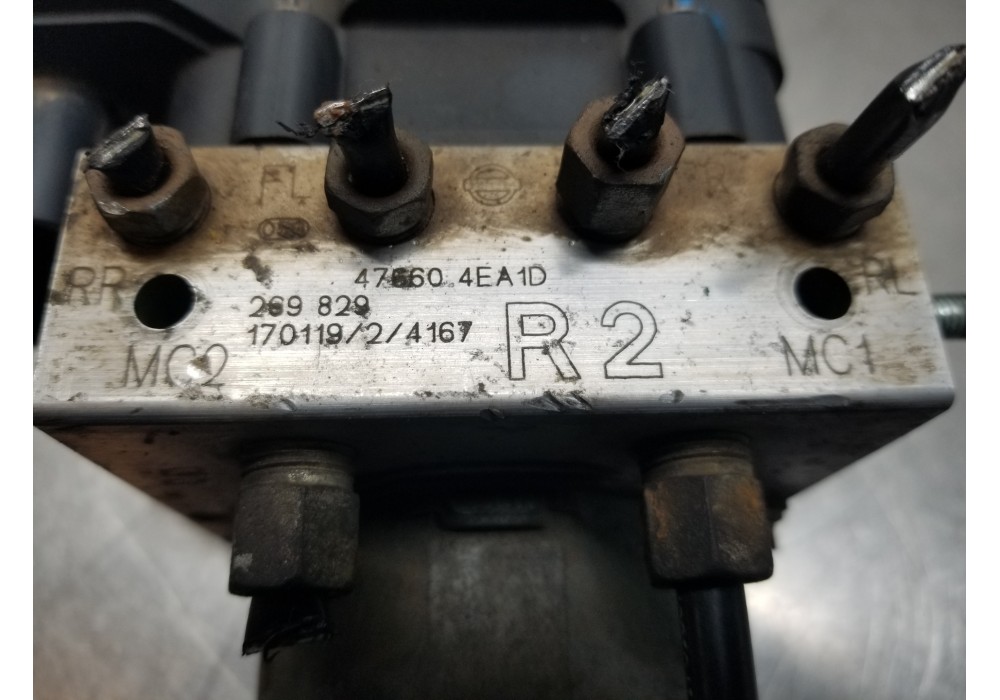 FL
RR
RL
47660 4EA1D
269 829
170119/2/4167
R2
MC2
MC1